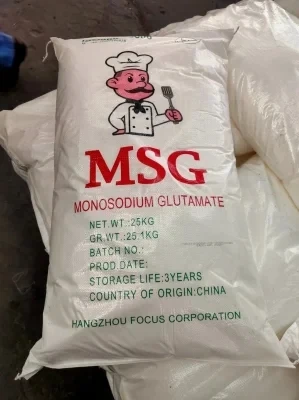 MSG
MONOSODIUM GLUTAMATE
NET.WT.:25KG
GR.WT.:25.1KG
BATCH NO.:
PROD.DATE:
STORAGE LIFE:3YEARS
COUNTRY OF ORIGIN:CHINA
HANGZHOU FOCUS CORPORATION